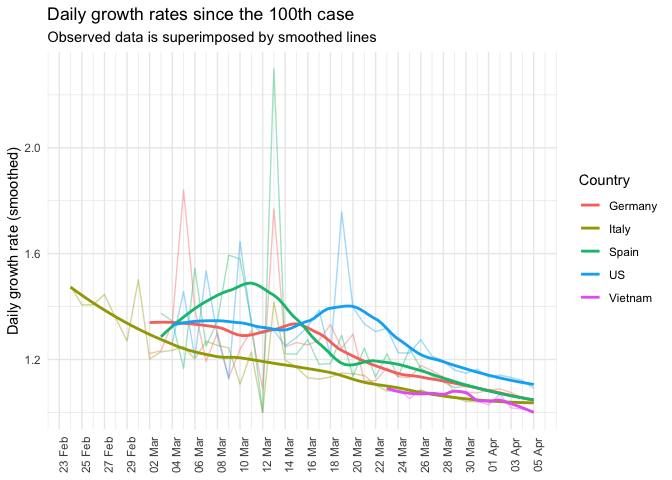 Daily growth rates since the 100th case
Observed data is superimposed by smoothed lines
Daily growth rate (smoothed)
2.0
1.6
1.2
23 Feb
25 Feb
27 Feb
29 Feb
02 Mar
04 Mar
06 Mar
08 Mar
10 Mar
12 Mar
14 Mar
16 Mar
18 Mar
20 Mar
22 Mar
24 Mar
26 Mar
28 Mar
30 Mar
01 Apr
03 Apr
05 Apr
Country
Germany
Italy
Spain
US
Vietnam